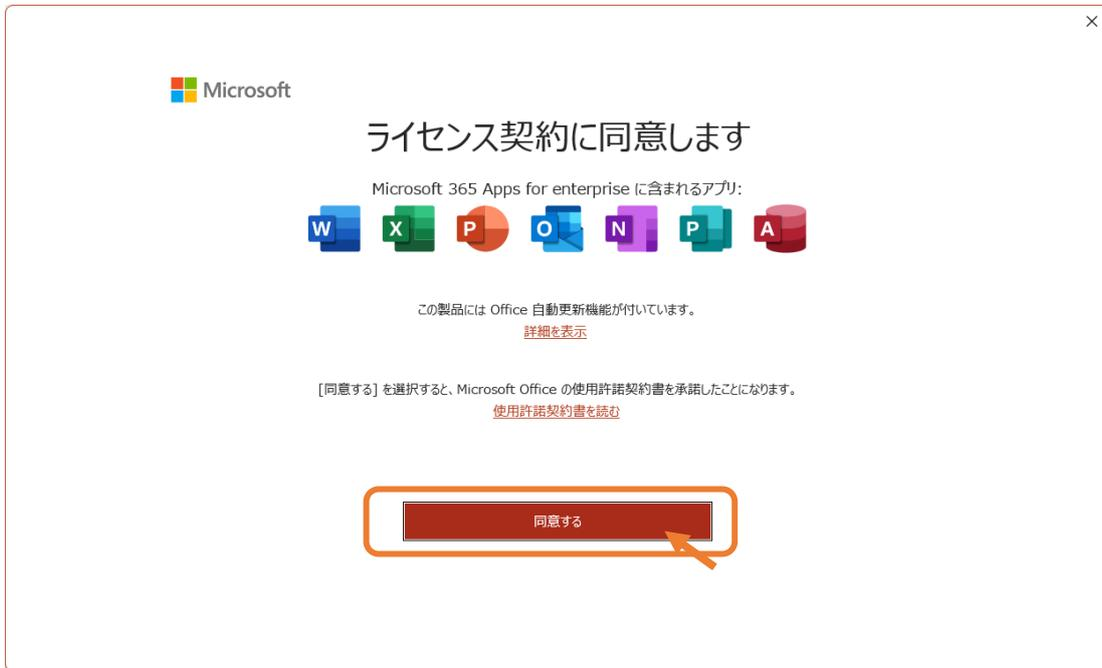 Microsoft
ライセンス契約に同意します
Microsoft 365 Apps for enterprise に含まれるアプリ:
W X P O N P A
この製品には Office 自動更新機能が付いています。
詳細を表示
[同意する] を選択すると、Microsoft Office の使用許諾契約書を承諾したことになります。
使用許諾契約書を読む
同意する